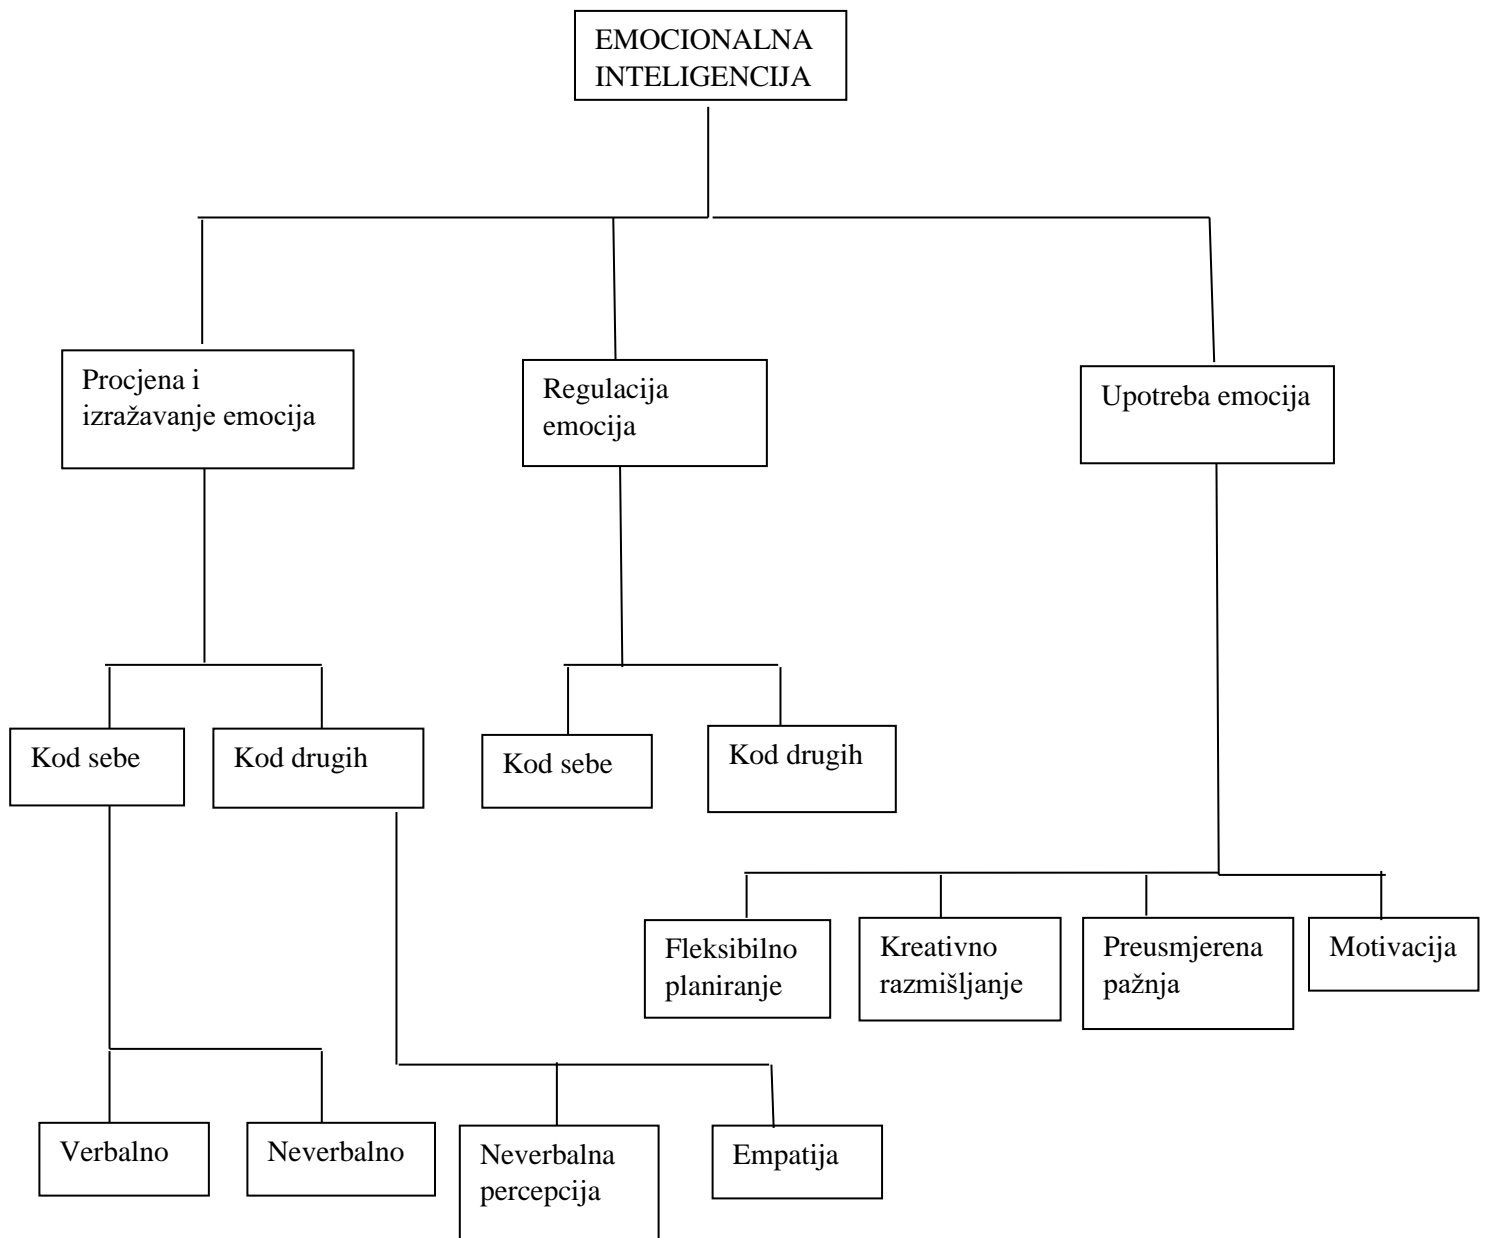 EMOCIONALNA
INTELIGENCIJA
Procjena i
izražavanje emocija
Regulacija
emocija
Upotreba emocija
Kod sebe
Kod drugih
Kod sebe
Kod drugih
Fleksibilno
planiranje
Kreativno
razmišljanje
Preusmjerena
pažnja
Motivacija
Verbalno
Neverbalno
Neverbalna
percepcija
Empatija